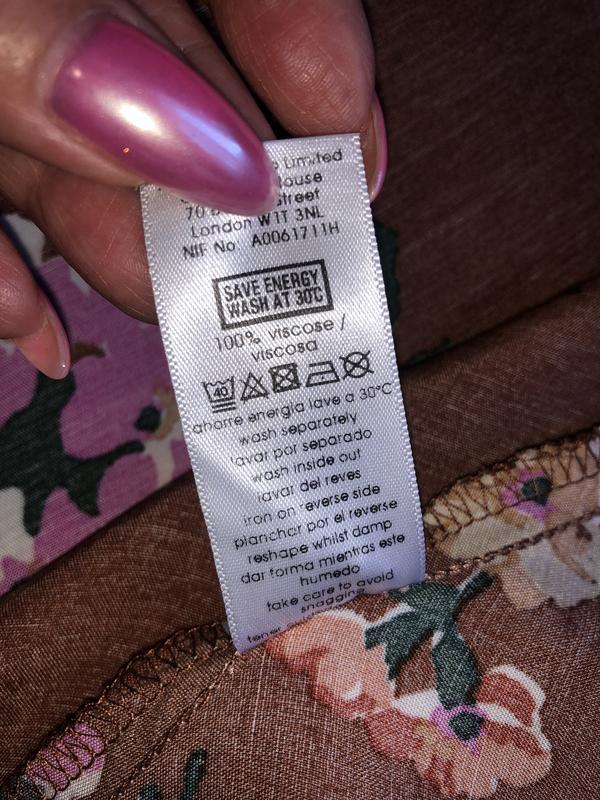 Limited
Street
London W1T 3NL
NIF No A0061711H
SAVE ENERGY
WASH AT 30°C
100% viscose /
viscosa
40
ahorre energia lave a 30°C
wash separately
lavar por separado
wash inside out
lavar del reves
iron on reverse side
planchar por el reverse
reshape whilst damp
dar forma mientras este
humedo
take care to avoid
snagging